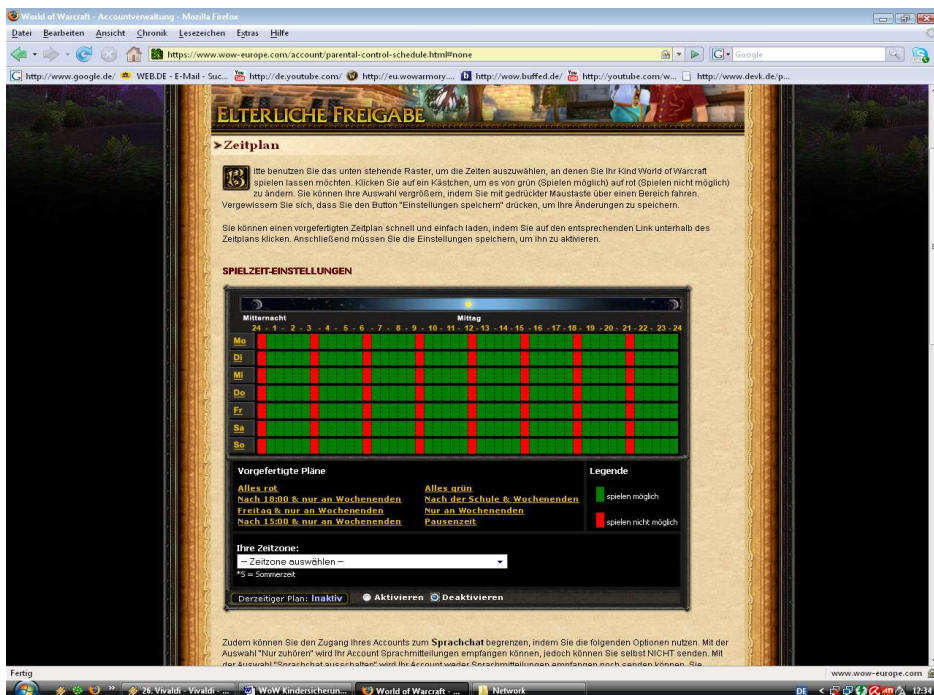 World of Warcraft - Accountverwaltung - Mozilla Firefox
Datei Bearbeiten Ansicht Chronik Lesezeichen Extras Hilfe
https://www.wow-europe.com/account/parental-control-schedule.html#none
Google
http://www.google.de/ WEB.DE - E-Mail - Suc... http://de.youtube.com/ http://eu.wowarmory.... http://wow.buffed.de/ http://youtube.com/w... http://www.devk.de/p...
ELTERLICHE FREIGABE
Zeitplan
Bitte benutzen Sie das unten stehende Raster, um die Zeiten auszuwählen, an denen Sie Ihr Kind World of Warcraft
spielen lassen möchten. Klicken Sie auf ein Kästchen, um es von grün (Spielen möglich) auf rot (Spielen nicht möglich)
zu ändern. Sie können Ihre Auswahl vergrößern, indem Sie mit gedrückter Maustaste über einen Bereich fahren.
Vergewissern Sie sich, dass Sie den Button "Einstellungen speichern" drücken, um Ihre Änderungen zu speichern.
Sie können einen vorgefertigten Zeitplan schnell und einfach laden, indem Sie auf den entsprechenden Link unterhalb des
Zeitplans klicken. Anschließend müssen Sie die Einstellungen speichern, um ihn zu aktivieren.
SPIELZEIT-EINSTELLUNGEN
Mitternacht Mittag
24 - 1 - 2 - 3 - 4 - 5 - 6 - 7 - 8 - 9 - 10 - 11 - 12 - 13 - 14 - 15 - 16 - 17 - 18 - 19 - 20 - 21 - 22 - 23 - 24
Mo
Di
Mi
Do
Fr
Sa
So
Vorgefertigte Pläne Legende
Alles rot Alles grün
Nach 18:00 & nur an Wochenenden Nach der Schule & Wochenenden spielen möglich
Freitag & nur an Wochenenden Nur an Wochenenden
Nach 15:00 & nur an Wochenenden Pausenzeit spielen nicht möglich
Ihre Zeitzone:
-- Zeitzone auswählen --
*S = Sommerzeit
Derzeitiger Plan: Inaktiv Aktivieren Deaktivieren
Zudem können Sie den Zugang Ihres Accounts zum Sprachchat begrenzen, indem Sie die folgenden Optionen nutzen. Mit der
Auswahl "Nur zuhören" wird Ihr Account Sprachmitteilungen empfangen können, jedoch können Sie selbst NICHT senden. Mit
der Auswahl "Sprachchat ausschalten" wird Ihr Account weder Sprachmitteilungen empfangen noch senden können. Sie
Fertig www.wow-europe.com
26. Vivaldi - Vivaldi - ... WoW Kindersicherun... World of Warcraft - ... Network DE 12:34